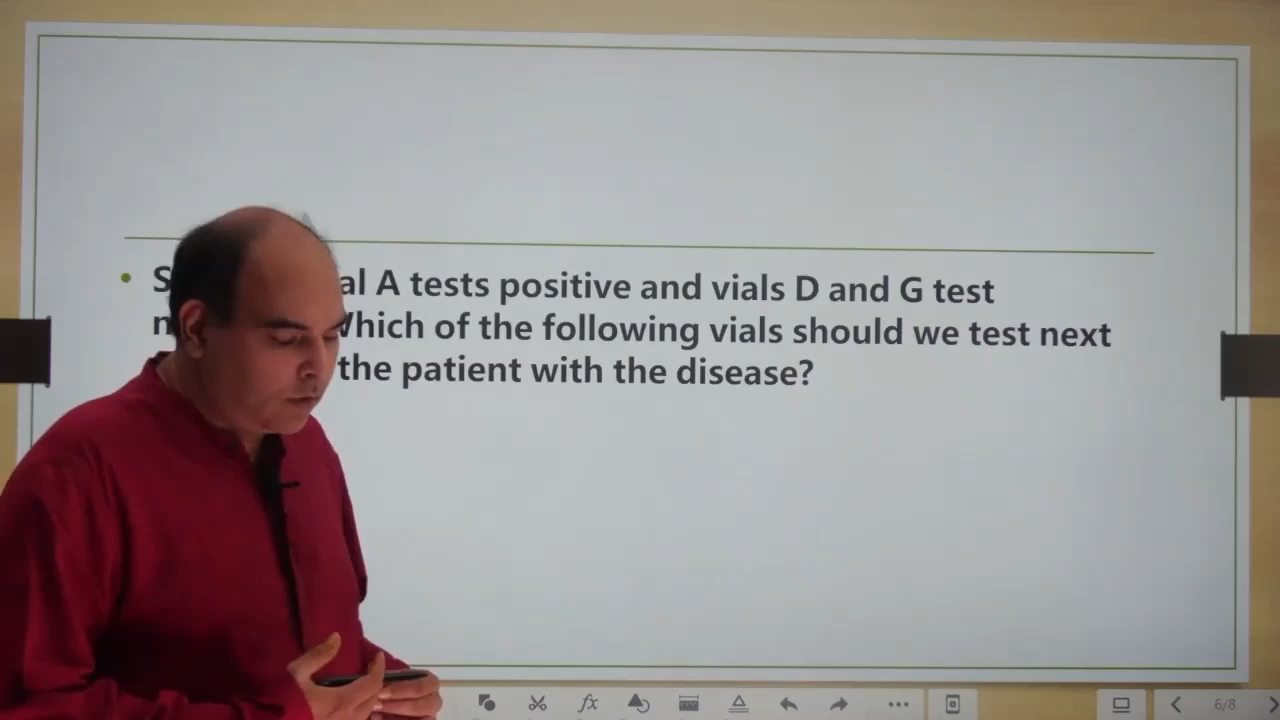 al A tests positive and vials D and G test
Which of the following vials should we test next
the patient with the disease?
6/8